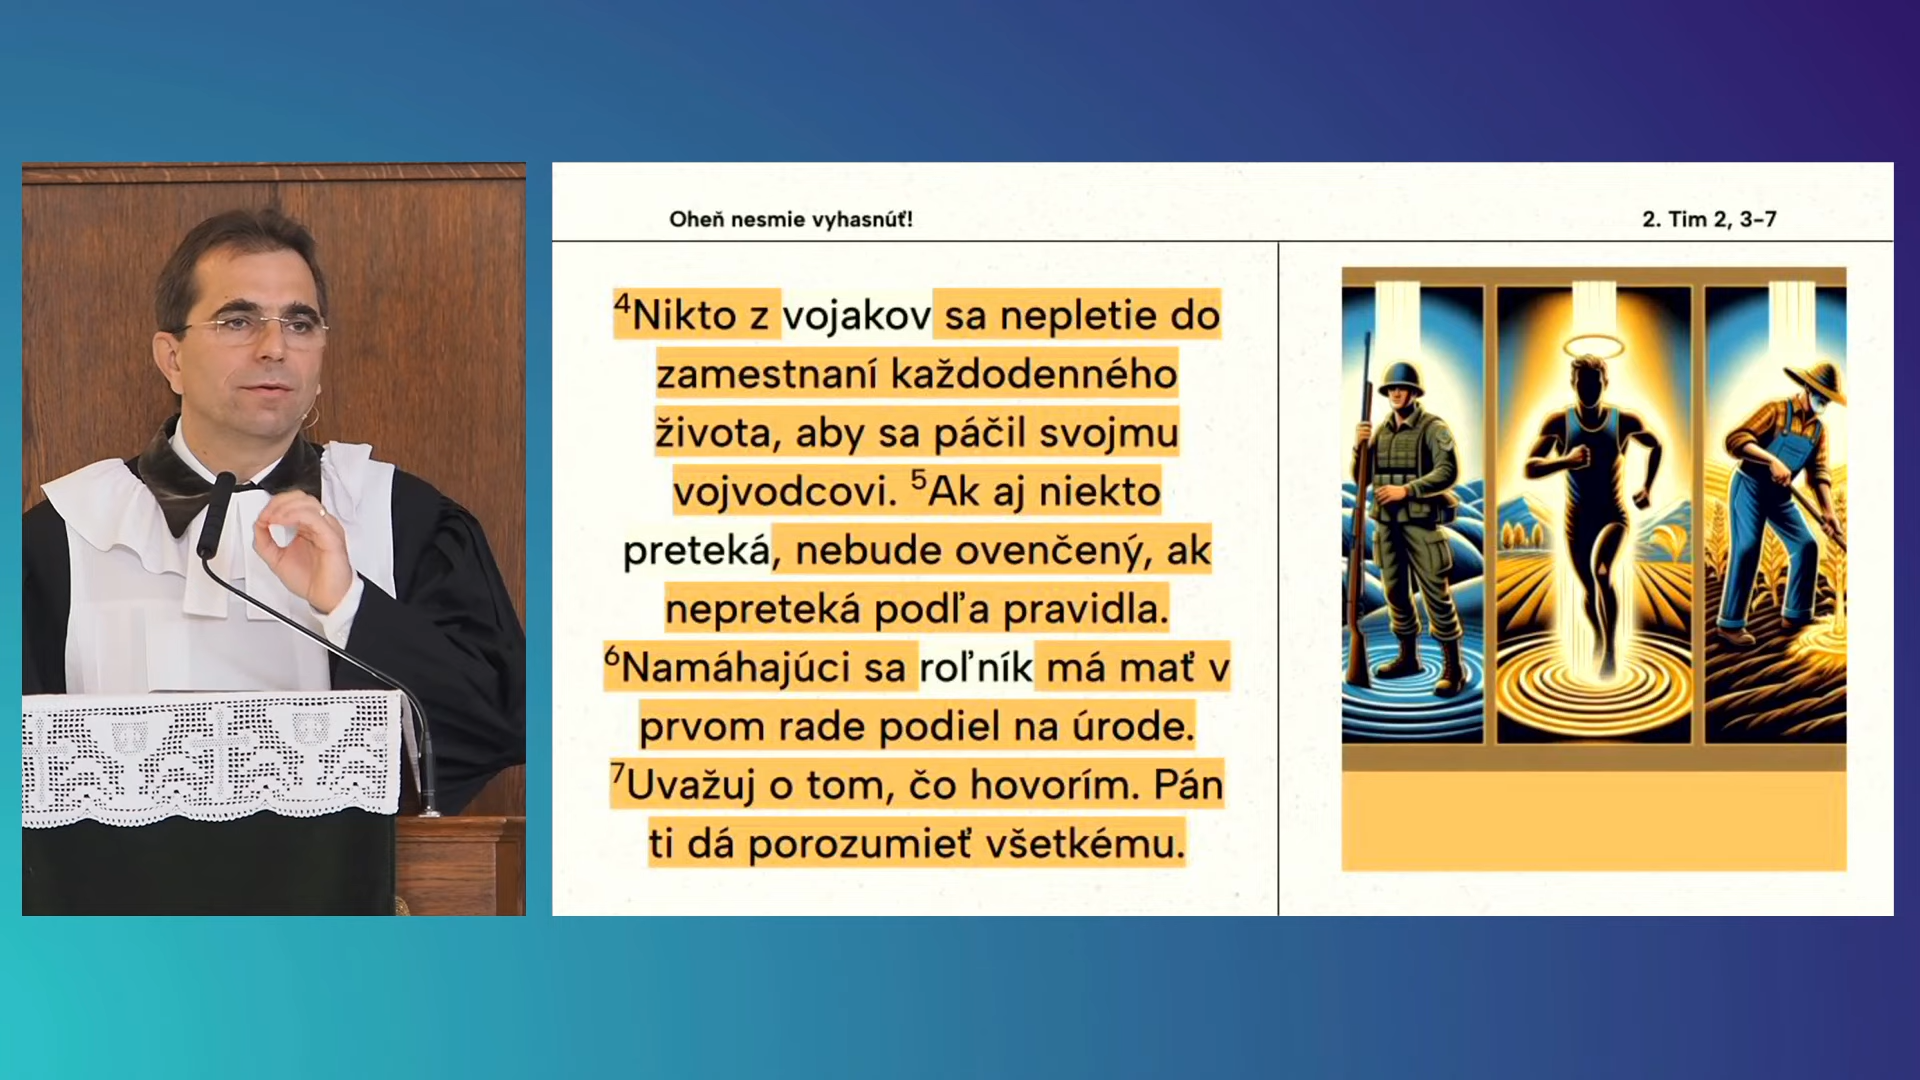 Oheň nesmie vyhasnúť!
2. Tim 2, 3-7
⁴Nikto z vojakov sa nepletie do
zamestnaní každodenného
života, aby sa páčil svojmu
vojvodcovi. ⁵Ak aj niekto
preteká, nebude ovenčený, ak
nepreteká podľa pravidla.
⁶Namáhajúci sa roľník má mať v
prvom rade podiel na úrode.
⁷Uvažuj o tom, čo hovorím. Pán
ti dá porozumieť všetkému.